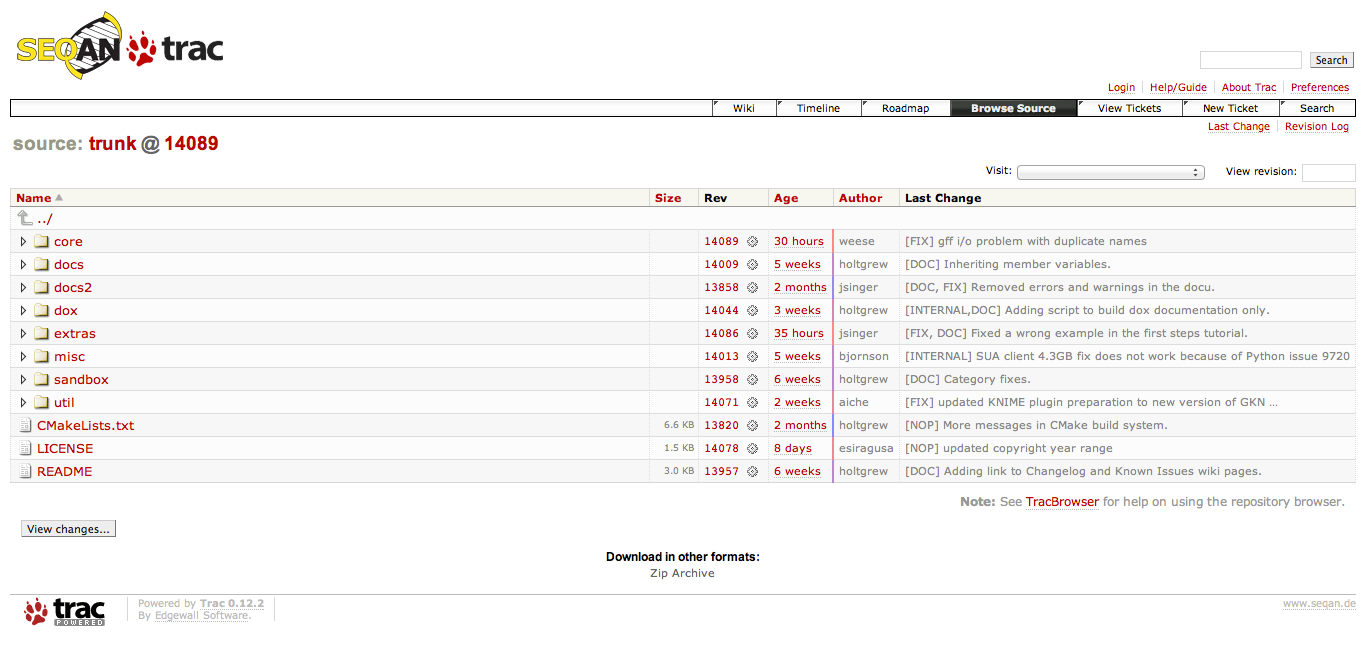 SEQAN trac
Search
Login Help/Guide About Trac Preferences
Wiki Timeline Roadmap Browse Source View Tickets New Ticket Search
Last Change Revision Log
source: trunk @ 14089
Visit: View revision:
Name Size Rev Age Author Last Change
../
core 14089 30 hours weese [FIX] gff i/o problem with duplicate names
docs 14009 5 weeks holtgrew [DOC] Inheriting member variables.
docs2 13858 2 months jsinger [DOC, FIX] Removed errors and warnings in the docu.
dox 14044 3 weeks holtgrew [INTERNAL,DOC] Adding script to build dox documentation only.
extras 14086 35 hours jsinger [FIX, DOC] Fixed a wrong example in the first steps tutorial.
misc 14013 5 weeks bjornson [INTERNAL] SUA client 4.3GB fix does not work because of Python issue 9720
sandbox 13958 6 weeks holtgrew [DOC] Category fixes.
util 14071 2 weeks aiche [FIX] updated KNIME plugin preparation to new version of GKN ...
CMakeLists.txt 6.6 KB 13820 2 months holtgrew [NOP] More messages in CMake build system.
LICENSE 1.5 KB 14078 8 days esiragusa [NOP] updated copyright year range
README 3.0 KB 13957 6 weeks holtgrew [DOC] Adding link to Changelog and Known Issues wiki pages.
Note: See TracBrowser for help on using the repository browser.
View changes...
Download in other formats:
Zip Archive
trac POWERED
Powered by Trac 0.12.2
By Edgewall Software.
www.seqan.de